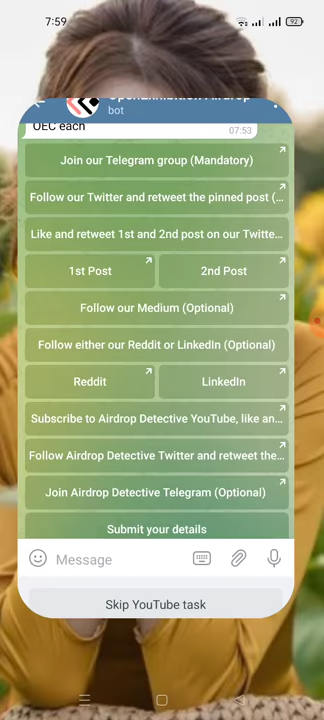 7:59
92
OpenExhibition Airdrop
bot
OEC each
07:53
Join our Telegram group (Mandatory)
Follow our Twitter and retweet the pinned post (...
Like and retweet 1st and 2nd post on our Twitte...
1st Post 2nd Post
Follow our Medium (Optional)
Follow either our Reddit or LinkedIn (Optional)
Reddit LinkedIn
Subscribe to Airdrop Detective YouTube, like an...
Follow Airdrop Detective Twitter and retweet the...
Join Airdrop Detective Telegram (Optional)
Submit your details
Message
Skip YouTube task